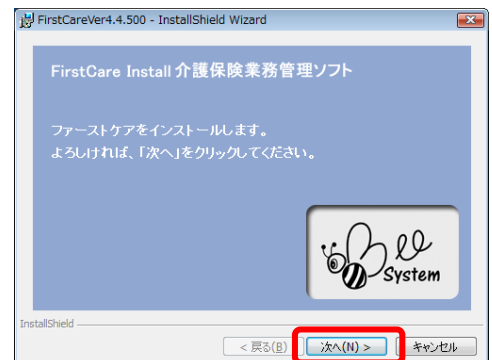 FirstCareVer4.4.500 - InstallShield Wizard
FirstCare Install 介護保険業務管理ソフト
ファーストケアをインストールします。
よろしければ、「次へ」をクリックしてください。
Bee
System
InstallShield
< 戻る(B) 次へ(N) > キャンセル